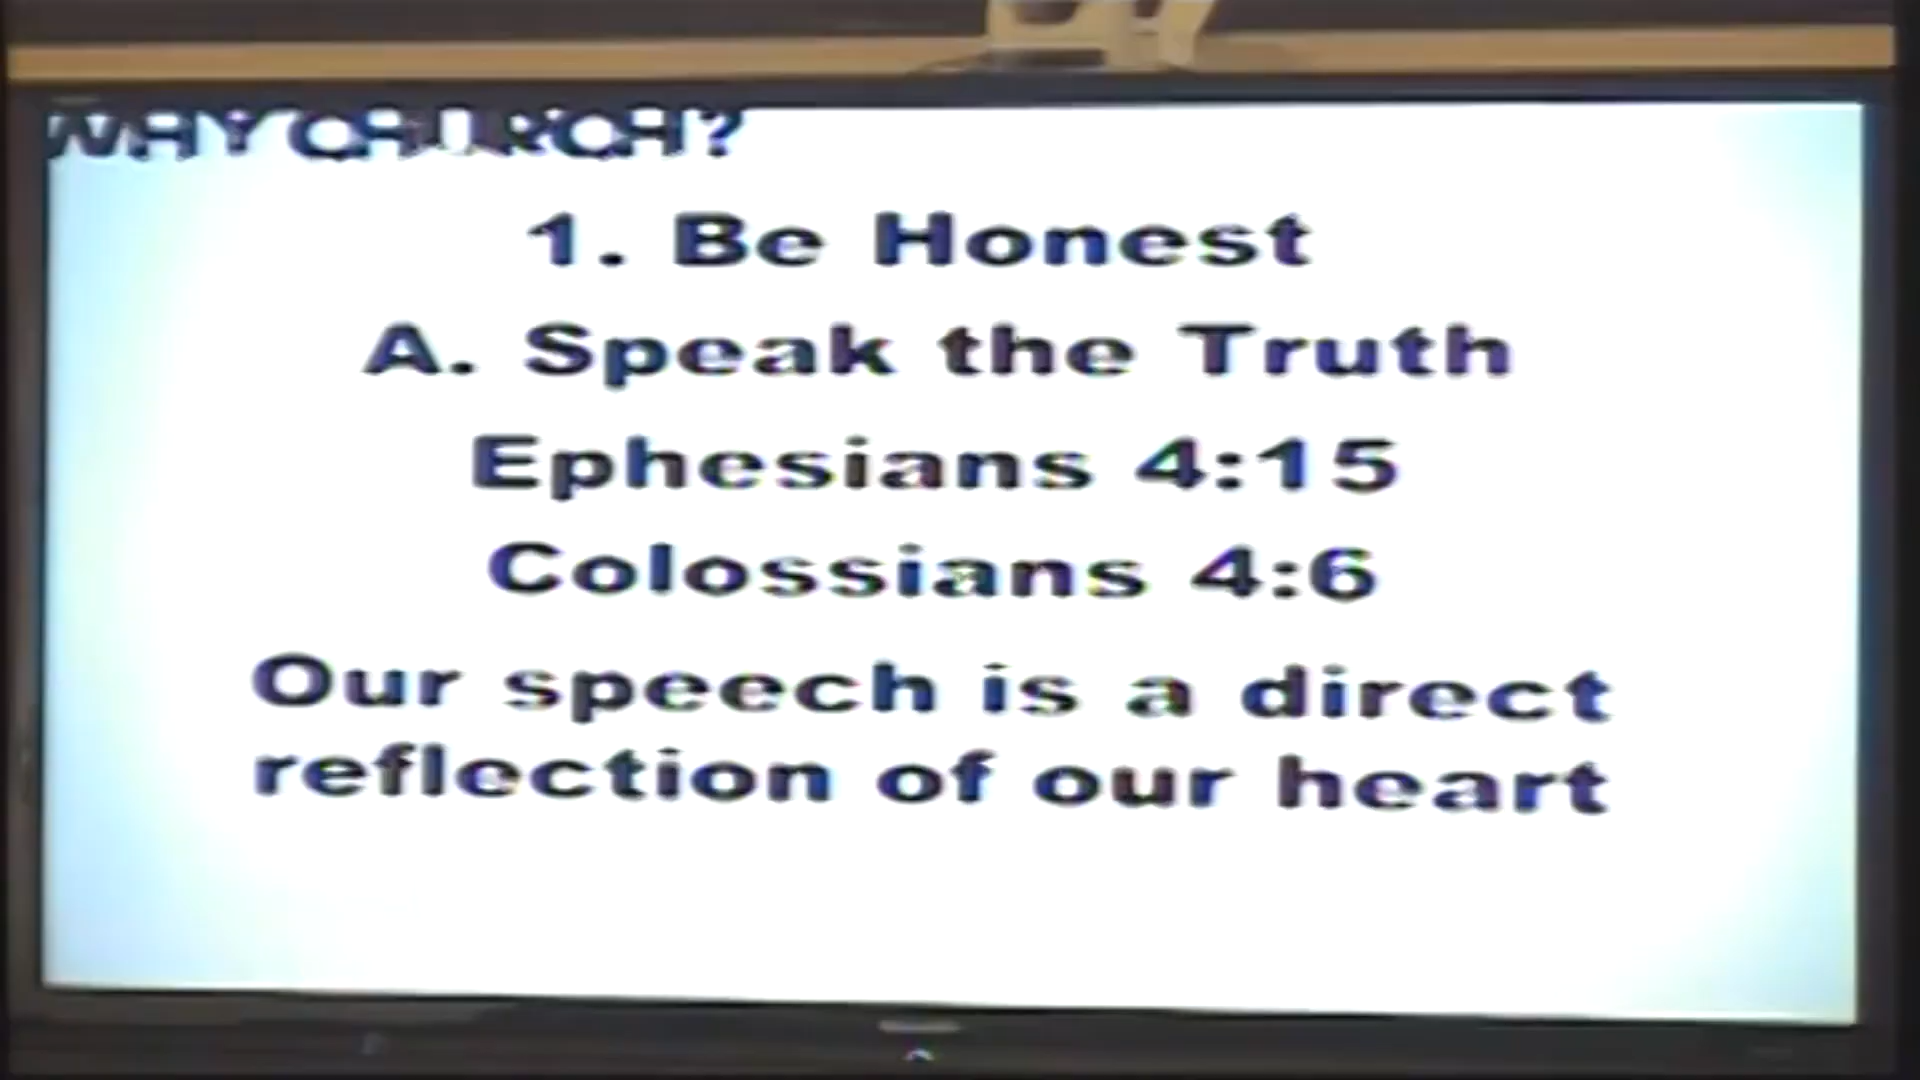 WHY CHURCH?
1. Be Honest
A. Speak the Truth
Ephesians 4:15
Colossians 4:6
Our speech is a direct
reflection of our heart